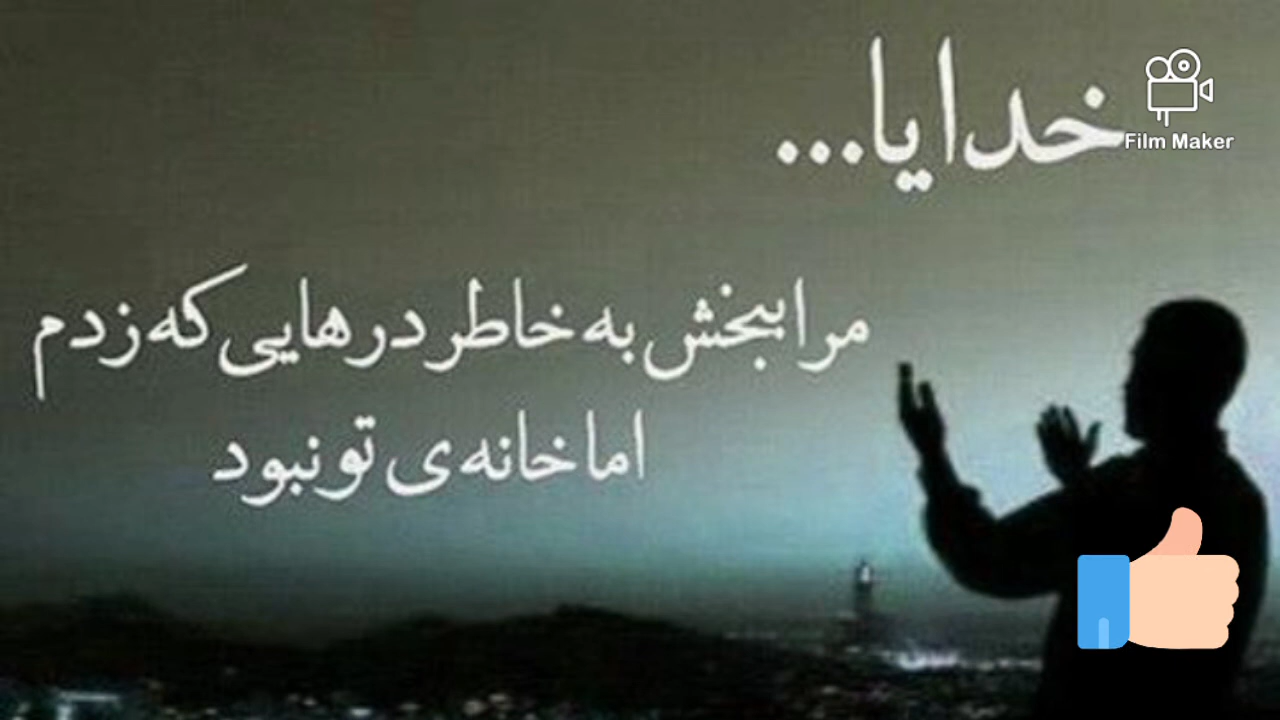 خدایا...
Film Maker
مرا ببخش به خاطر درهایی که زدم
اما خانه‌ی تو نبود